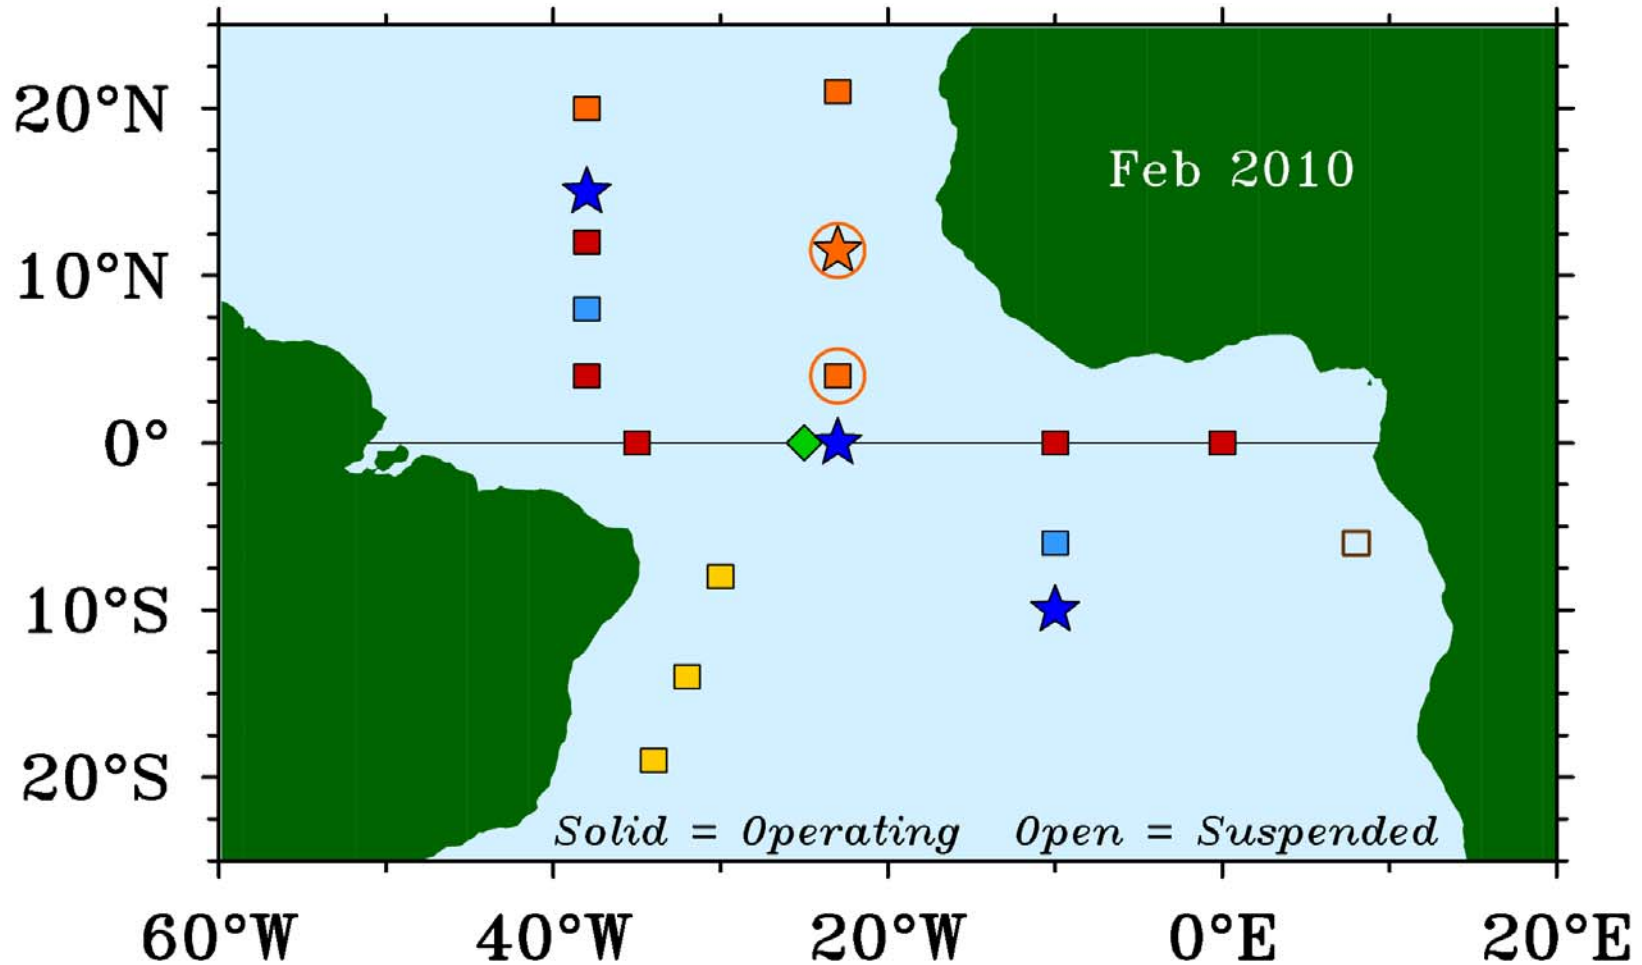 20°N
Feb 2010
10°N
0°
10°S
20°S
Solid = Operating Open = Suspended
60°W 40°W 20°W 0°E 20°E